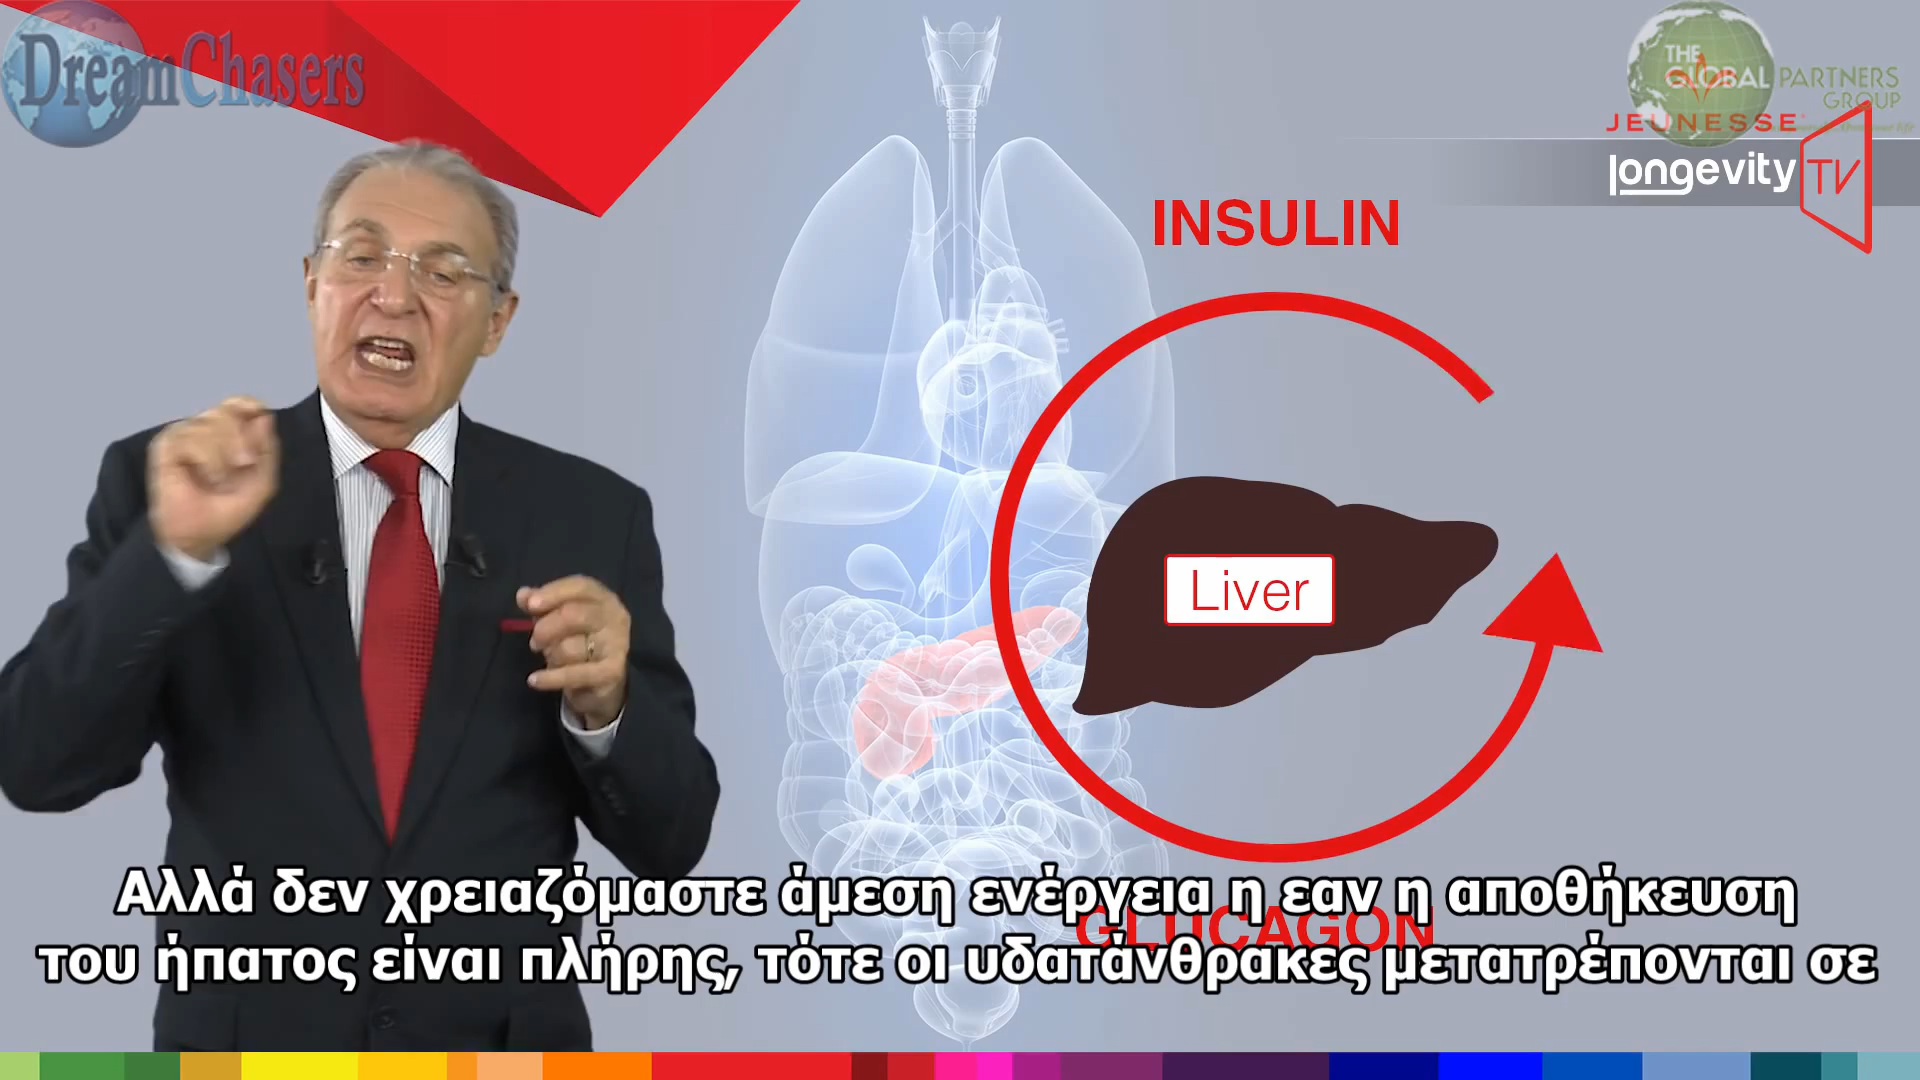 DreamChasers
THE
GLOBAL PARTNERS
GROUP
JEUNESSE
longevity TV
INSULIN
Liver
GLUCAGON
Αλλά δεν χρειαζόμαστε άμεση ενέργεια η εαν η αποθήκευση
του ήπατος είναι πλήρης, τότε οι υδατάνθρακες μετατρέπονται σε